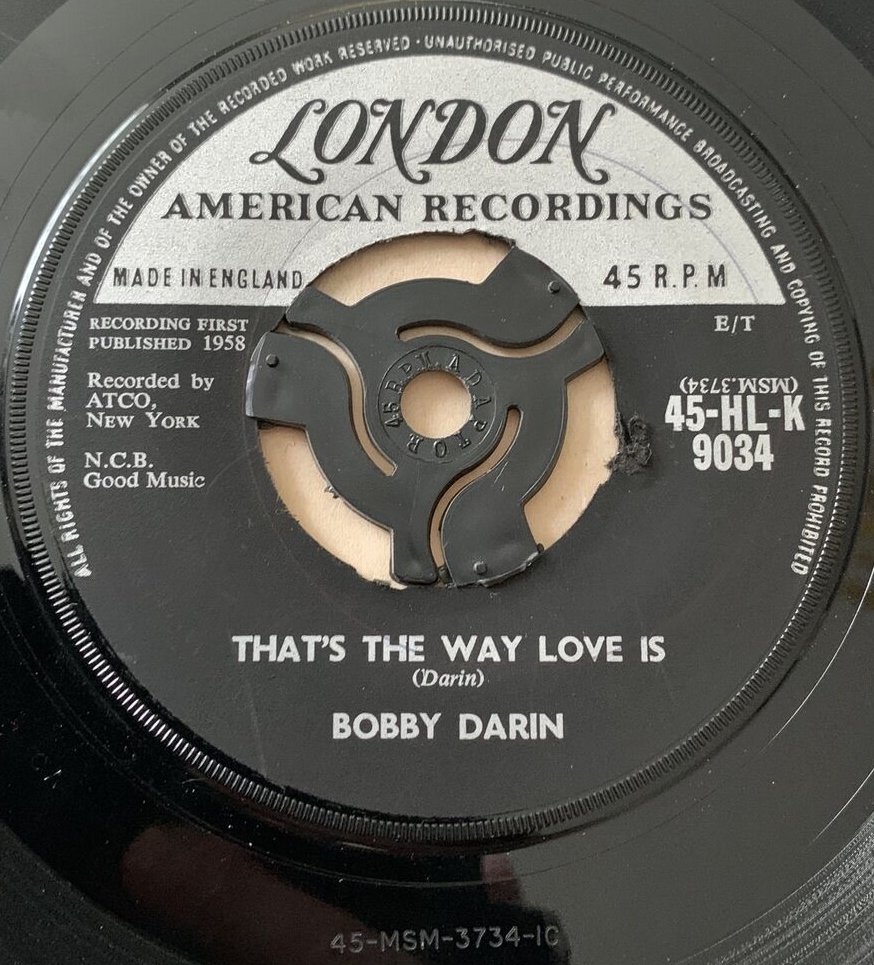 ALL RIGHTS OF THE MANUFACTURER AND OF THE OWNER OF THE RECORDED WORK RESERVED · UNAUTHORISED PUBLIC PERFORMANCE BROADCASTING AND COPYING OF THIS RECORD PROHIBITED
LONDON
AMERICAN RECORDINGS
MADE IN ENGLAND
45 R.P.M
RECORDING FIRST
PUBLISHED 1958
E/T
Recorded by
ATCO,
NEW YORK
(MSM.3734)
45-HL-K
9034
N.C.B.
Good Music
45 R.P.M. ADAPTOR
THAT'S THE WAY LOVE IS
(Darin)
BOBBY DARIN
45-MSM-3734-1C